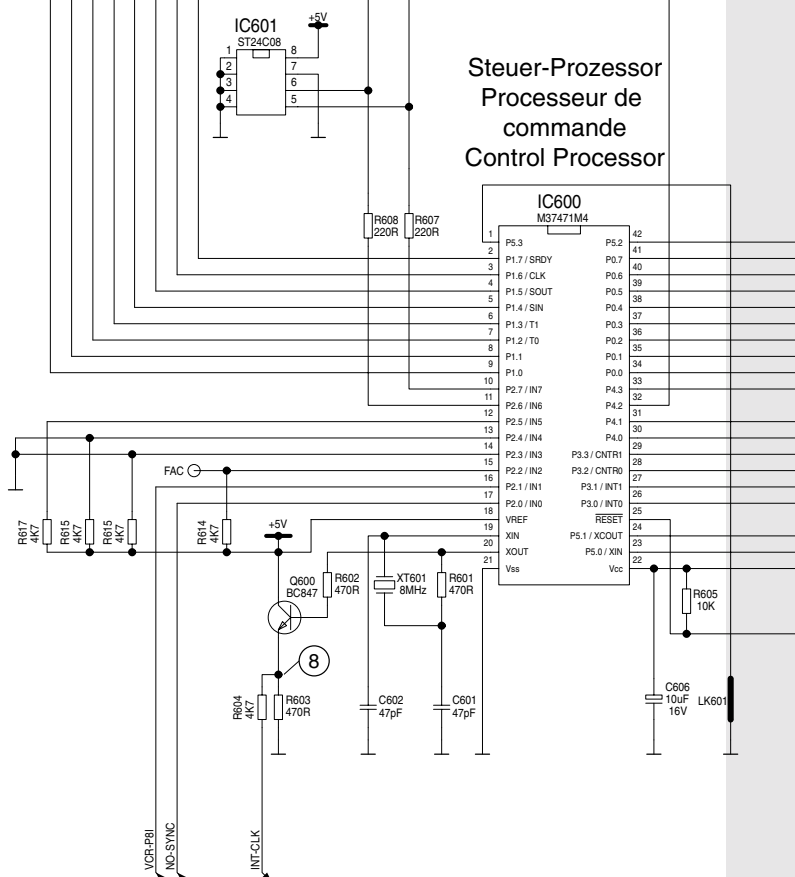 IC601
ST24C08
+5V
1
2
3
4
8
7
6
5
Steuer-Prozessor
Processeur de
commande
Control Processor
R608
220R
R607
220R
IC600
M37471M4
1
2
3
4
5
6
7
8
9
10
11
12
13
14
15
16
17
18
19
20
21
P5.3
P1.7 / SRDY
P1.6 / CLK
P1.5 / SOUT
P1.4 / SIN
P1.3 / T1
P1.2 / T0
P1.1
P1.0
P2.7 / IN7
P2.6 / IN6
P2.5 / IN5
P2.4 / IN4
P2.3 / IN3
P2.2 / IN2
P2.1 / IN1
P2.0 / IN0
VREF
XIN
XOUT
Vss
P5.2
P0.7
P0.6
P0.5
P0.4
P0.3
P0.2
P0.1
P0.0
P4.3
P4.2
P4.1
P4.0
P3.3 / CNTR1
P3.2 / CNTR0
P3.1 / INT1
P3.0 / INT0
RESET
P5.1 / XCOUT
P5.0 / XIN
Vcc
42
41
40
39
38
37
36
35
34
33
32
31
30
29
28
27
26
25
24
23
22
FAC
R617
4K7
R615
4K7
R615
4K7
R614
4K7
+5V
Q600
BC847
R602
470R
XT601
8MHz
R601
470R
R605
10K
8
R604
4K7
R603
470R
C602
47pF
C601
47pF
C606
10uF
16V
LK601
VCR-P8I
NO-SYNC
INT-CLK